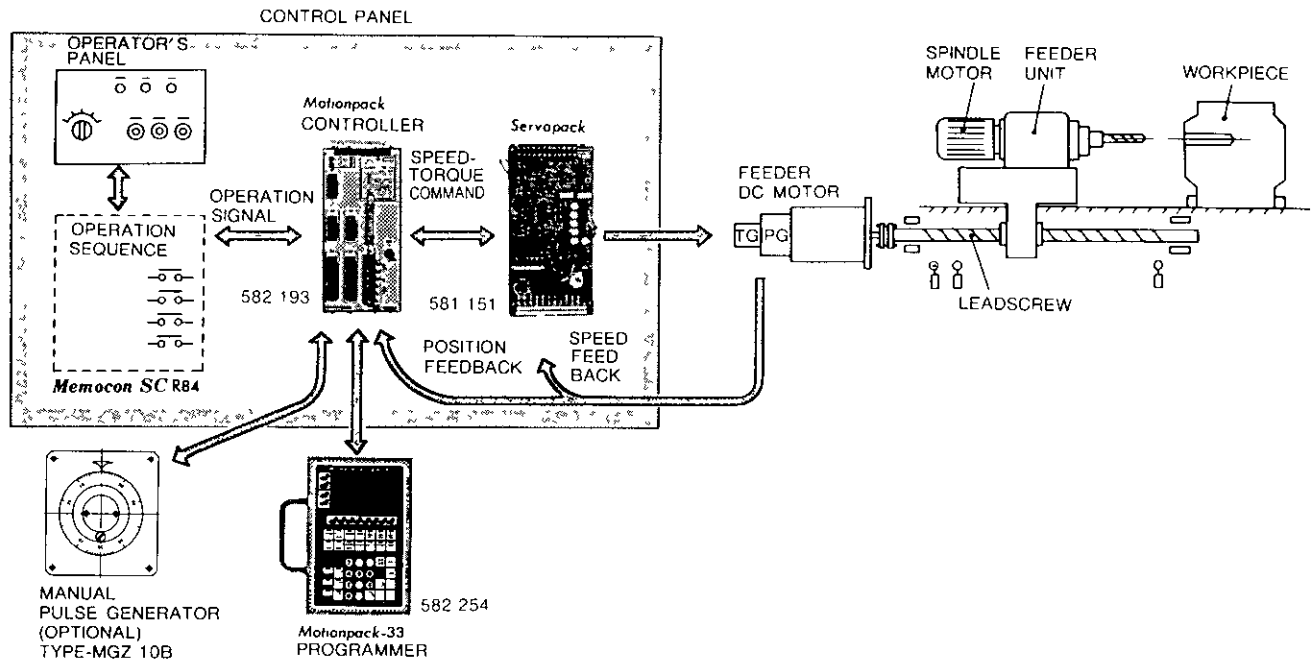 CONTROL PANEL
OPERATOR'S
PANEL
Motionpack
CONTROLLER
Servopack
SPEED-
TORQUE
COMMAND
OPERATION
SIGNAL
OPERATION
SEQUENCE
582 193
581 151
Memocon SC R84
POSITION
FEEDBACK
SPEED
FEED
BACK
FEEDER
DC MOTOR
TG
PG
SPINDLE
MOTOR
FEEDER
UNIT
WORKPIECE
LEADSCREW
MANUAL
PULSE GENERATOR
(OPTIONAL)
TYPE-MGZ 10B
582 254
Motionpack-33
PROGRAMMER